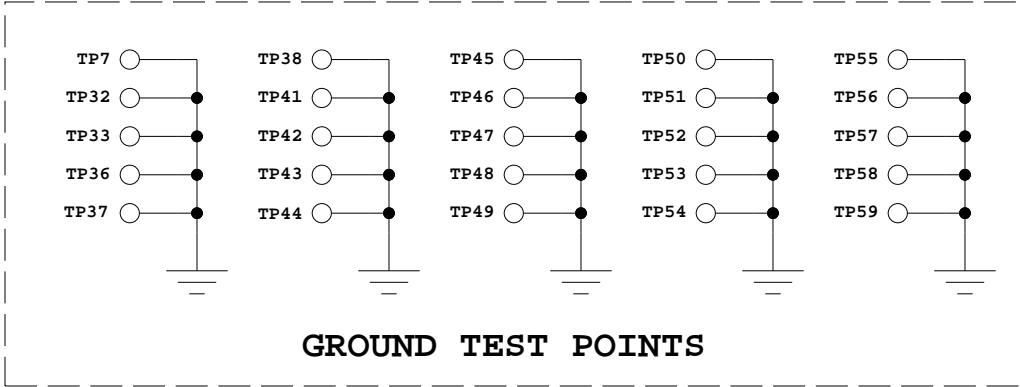 TP7 TP38 TP45 TP50 TP55
TP32 TP41 TP46 TP51 TP56
TP33 TP42 TP47 TP52 TP57
TP36 TP43 TP48 TP53 TP58
TP37 TP44 TP49 TP54 TP59
GROUND TEST POINTS